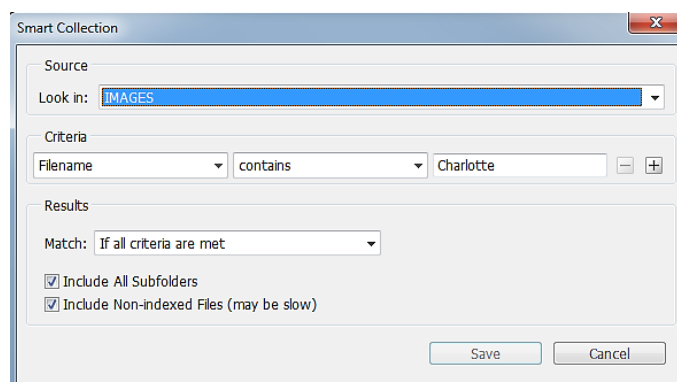 Smart Collection
Source
Look in: IMAGES
Criteria
Filename contains Charlotte
Results
Match: If all criteria are met
Include All Subfolders
Include Non-indexed Files (may be slow)
Save Cancel